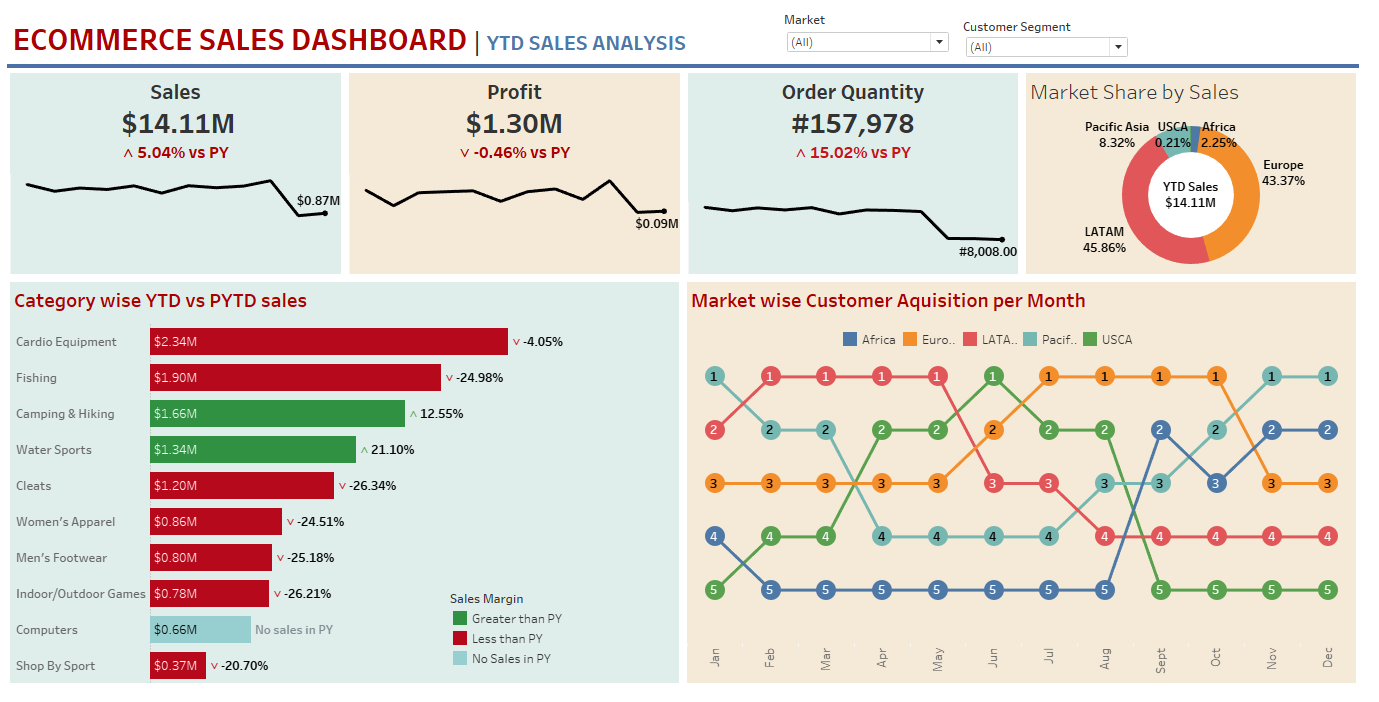 ECOMMERCE SALES DASHBOARD | YTD SALES ANALYSIS
Market
(All)
Customer Segment
(All)
Sales
$14.11M
˄ 5.04% vs PY
$0.87M
Profit
$1.30M
˅ -0.46% vs PY
$0.09M
Order Quantity
#157,978
˄ 15.02% vs PY
#8,008.00
Market Share by Sales
Pacific Asia
8.32%
USCA
0.21%
Africa
2.25%
Europe
43.37%
YTD Sales
$14.11M
LATAM
45.86%
Category wise YTD vs PYTD sales
Cardio Equipment $2.34M ˅ -4.05%
Fishing $1.90M ˅ -24.98%
Camping & Hiking $1.66M ˄ 12.55%
Water Sports $1.34M ˄ 21.10%
Cleats $1.20M ˅ -26.34%
Women's Apparel $0.86M ˅ -24.51%
Men's Footwear $0.80M ˅ -25.18%
Indoor/Outdoor Games $0.78M ˅ -26.21%
Computers $0.66M No sales in PY
Shop By Sport $0.37M ˅ -20.70%
Sales Margin
Greater than PY
Less than PY
No Sales in PY
Market wise Customer Aquisition per Month
Africa Euro.. LATA.. Pacif.. USCA
1 1 1 1 1 1 1 1 1 1 1 1
2 2 2 2 2 2 2 2 2 2 2 2
3 3 3 3 3 3 3 3 3 3 3 3
4 4 4 4 4 4 4 4 4 4 4 4
5 5 5 5 5 5 5 5 5 5 5 5
Jan Feb Mar Apr May Jun Jul Aug Sept Oct Nov Dec